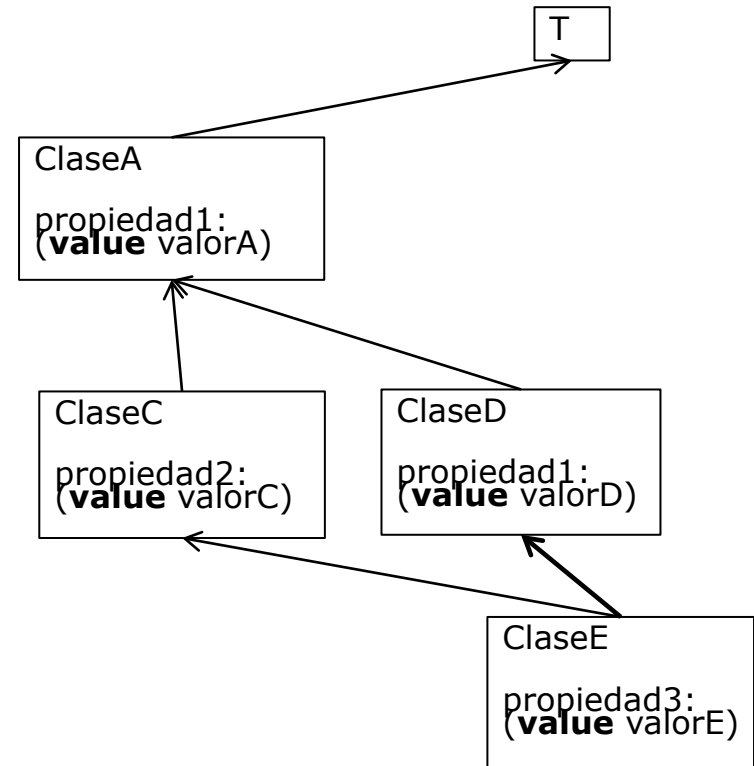 T
ClaseA
propiedad1:
(value valorA)
ClaseC
propiedad2:
(value valorC)
ClaseD
propiedad1:
(value valorD)
ClaseE
propiedad3:
(value valorE)